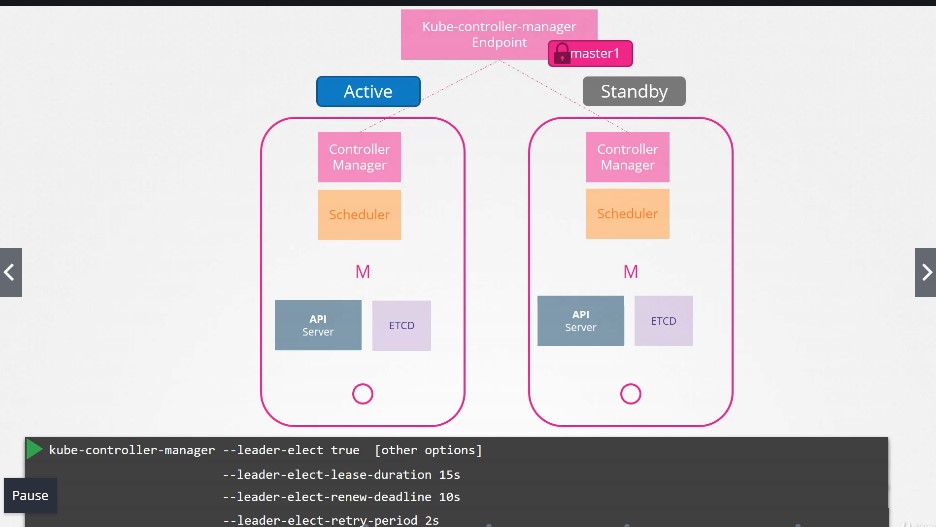 Kube-controller-manager
Endpoint
master1
Active
Standby
Controller
Manager
Controller
Manager
Scheduler
Scheduler
M
M
API
Server
ETCD
API
Server
ETCD
kube-controller-manager --leader-elect true [other options]
--leader-elect-lease-duration 15s
--leader-elect-renew-deadline 10s
--leader-elect-retry-period 2s
Pause